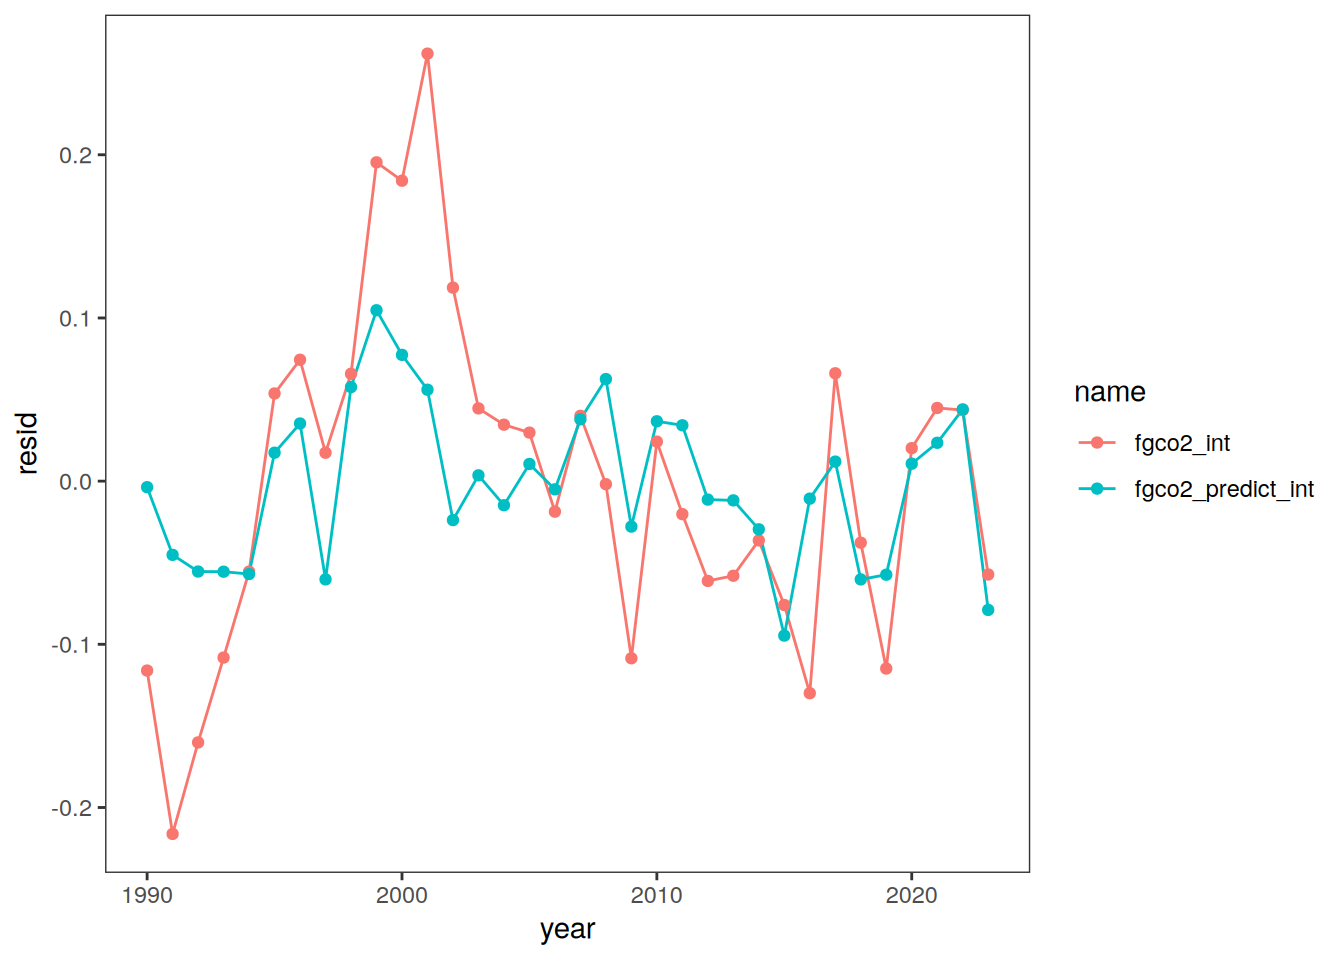 0.2
0.1
0.0
-0.1
-0.2
resid
1990 2000 2010 2020
year
name
fgco2_int
fgco2_predict_int